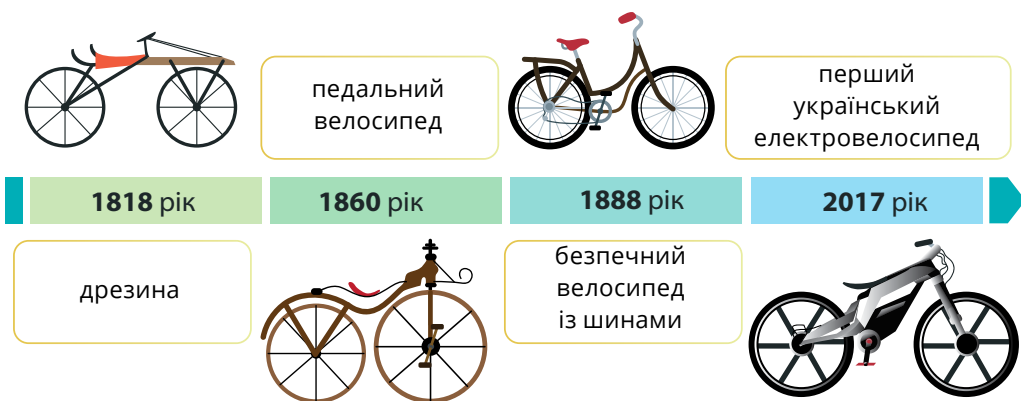 педальний
велосипед
перший
український
електровелосипед
1818 рік
1860 рік
1888 рік
2017 рік
дрезина
безпечний
велосипед
із шинами